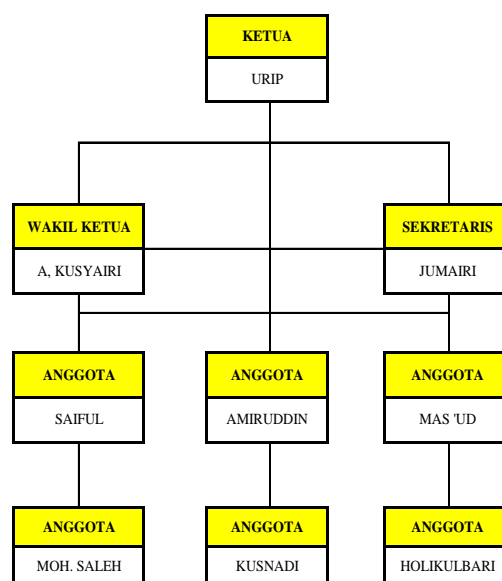 KETUA
URIP
WAKIL KETUA
A, KUSYAIRI
SEKRETARIS
JUMAIRI
ANGGOTA
SAIFUL
ANGGOTA
AMIRUDDIN
ANGGOTA
MAS 'UD
ANGGOTA
MOH. SALEH
ANGGOTA
KUSNADI
ANGGOTA
HOLIKULBARI